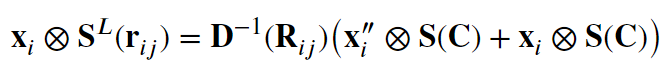 𝐱ᵢ ⊗ 𝐒ᴸ(𝐫ᵢⱼ) = 𝐃⁻¹(𝐑ᵢⱼ)(𝐱ᵢ″ ⊗ 𝐒(𝐂) + 𝐱ᵢ ⊗ 𝐒(𝐂))